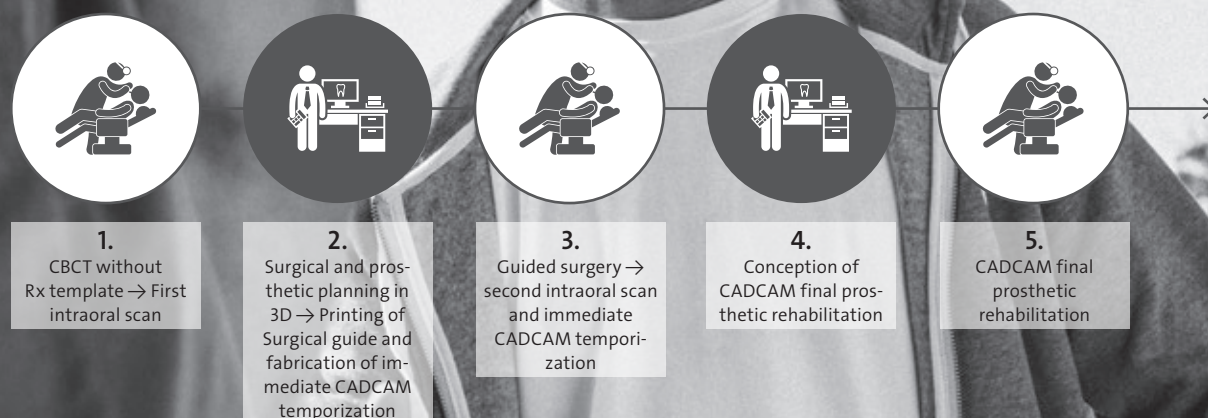 1.
CBCT without
Rx template → First
intraoral scan
2.
Surgical and pros-
thetic planning in
3D → Printing of
Surgical guide and
fabrication of im-
mediate CADCAM
temporization
3.
Guided surgery →
second intraoral scan
and immediate
CADCAM tempori-
zation
4.
Conception of
CADCAM final pros-
thetic rehabilitation
5.
CADCAM final
prosthetic
rehabilitation